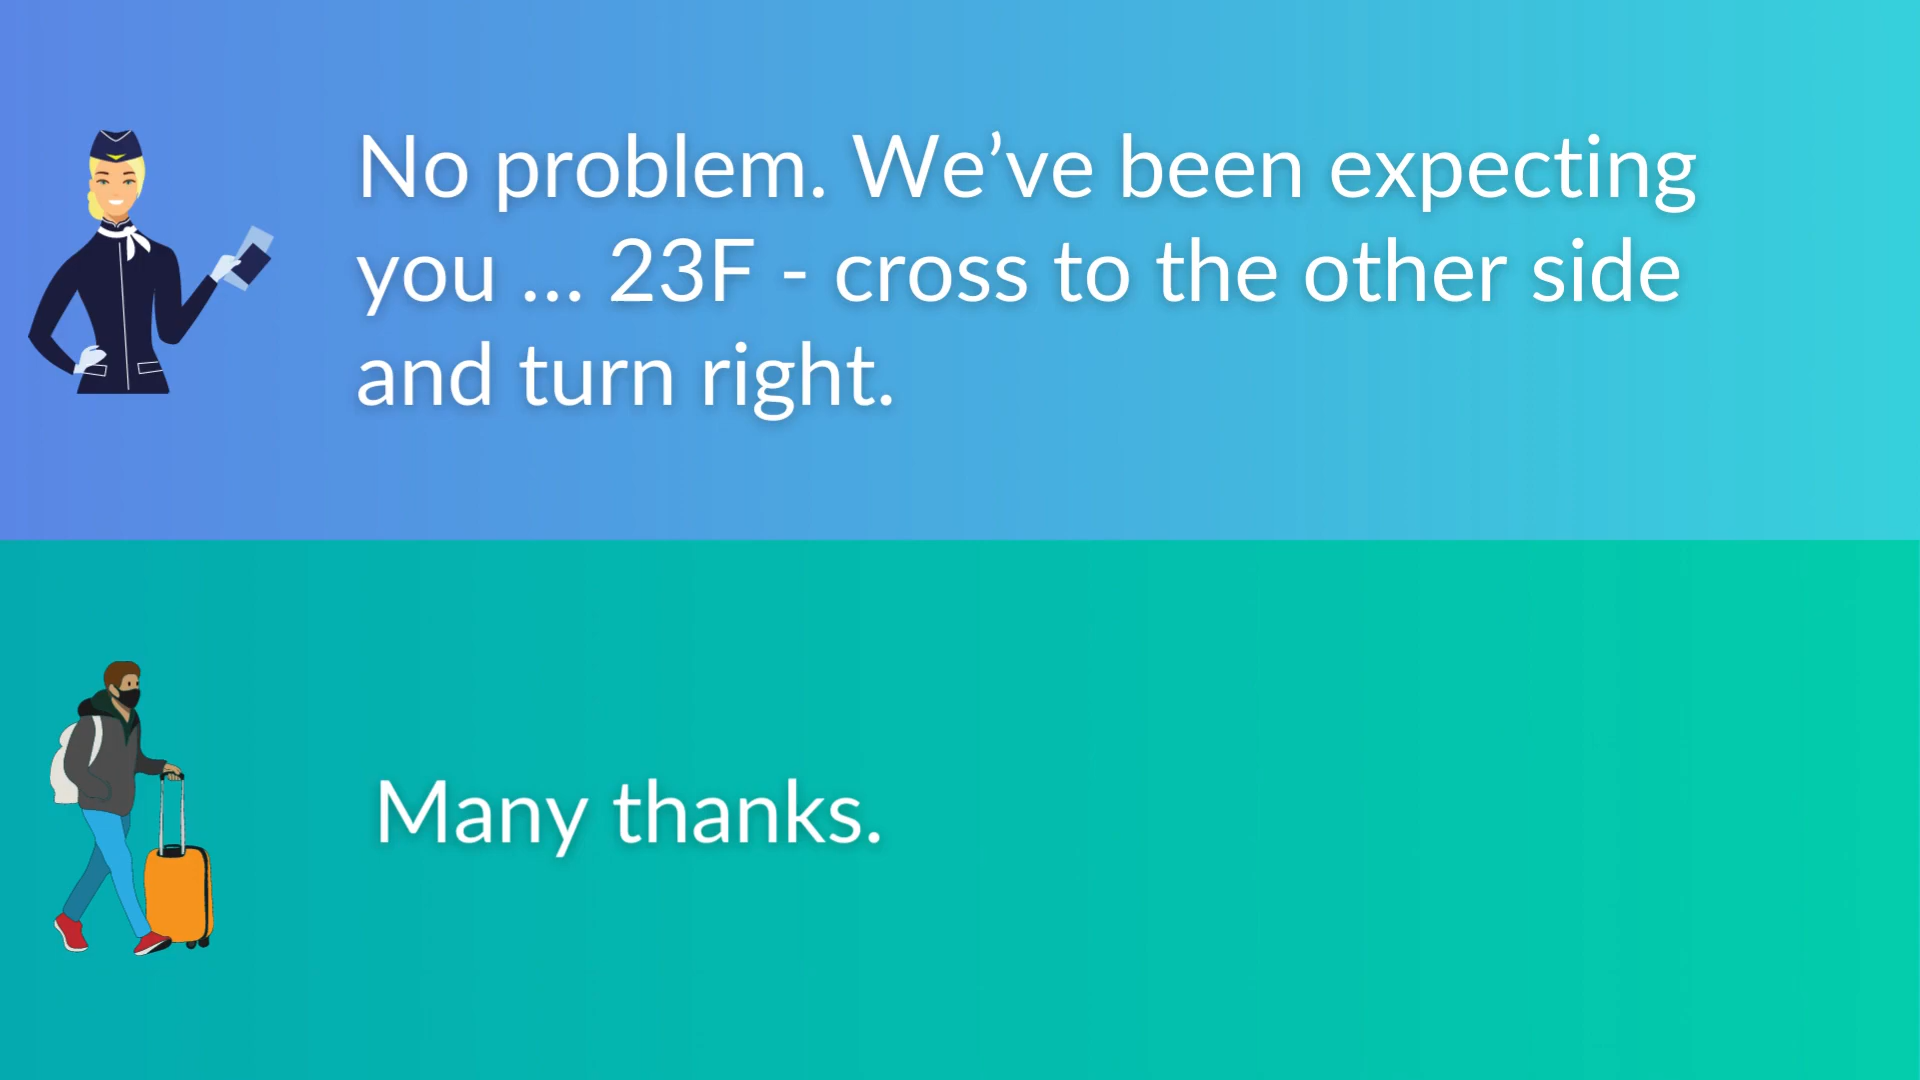 No problem. We’ve been expecting
you ... 23F - cross to the other side
and turn right.
Many thanks.